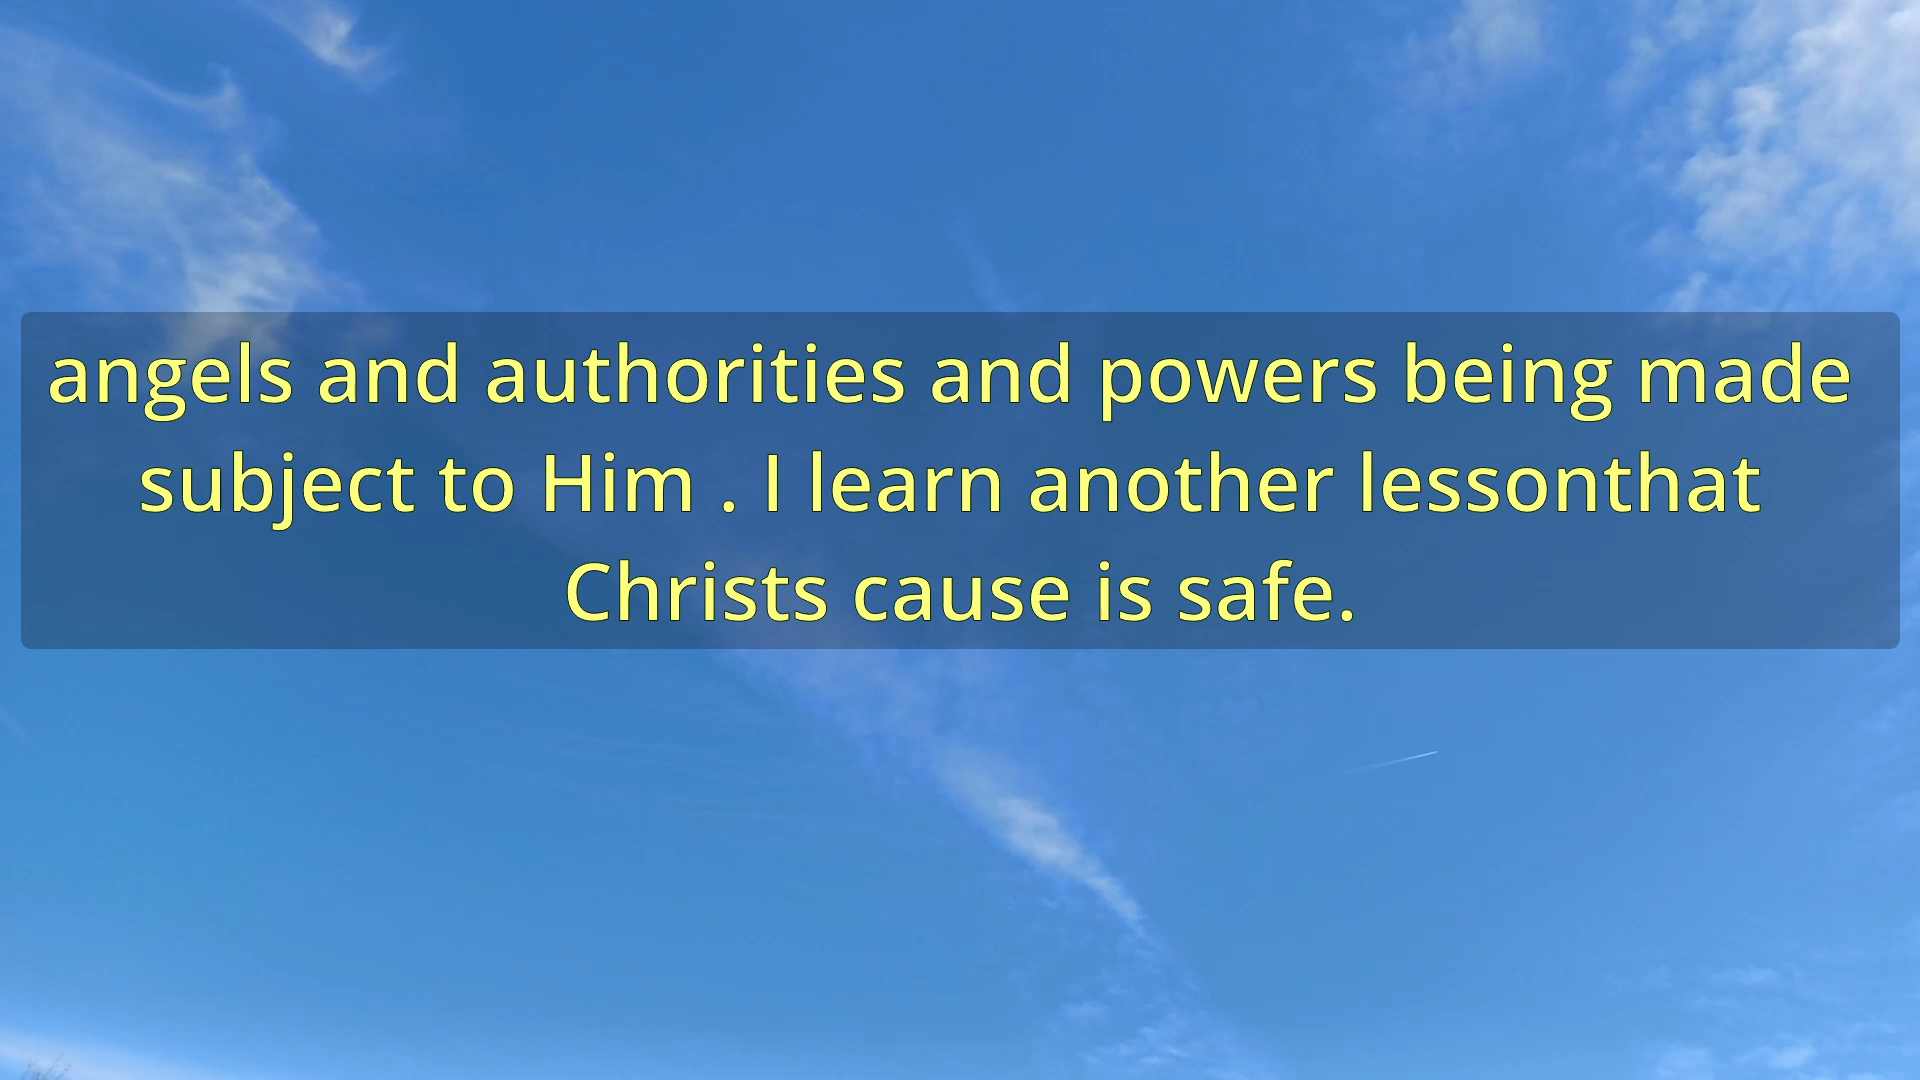 angels and authorities and powers being made
subject to Him . I learn another lessonthat
Christs cause is safe.